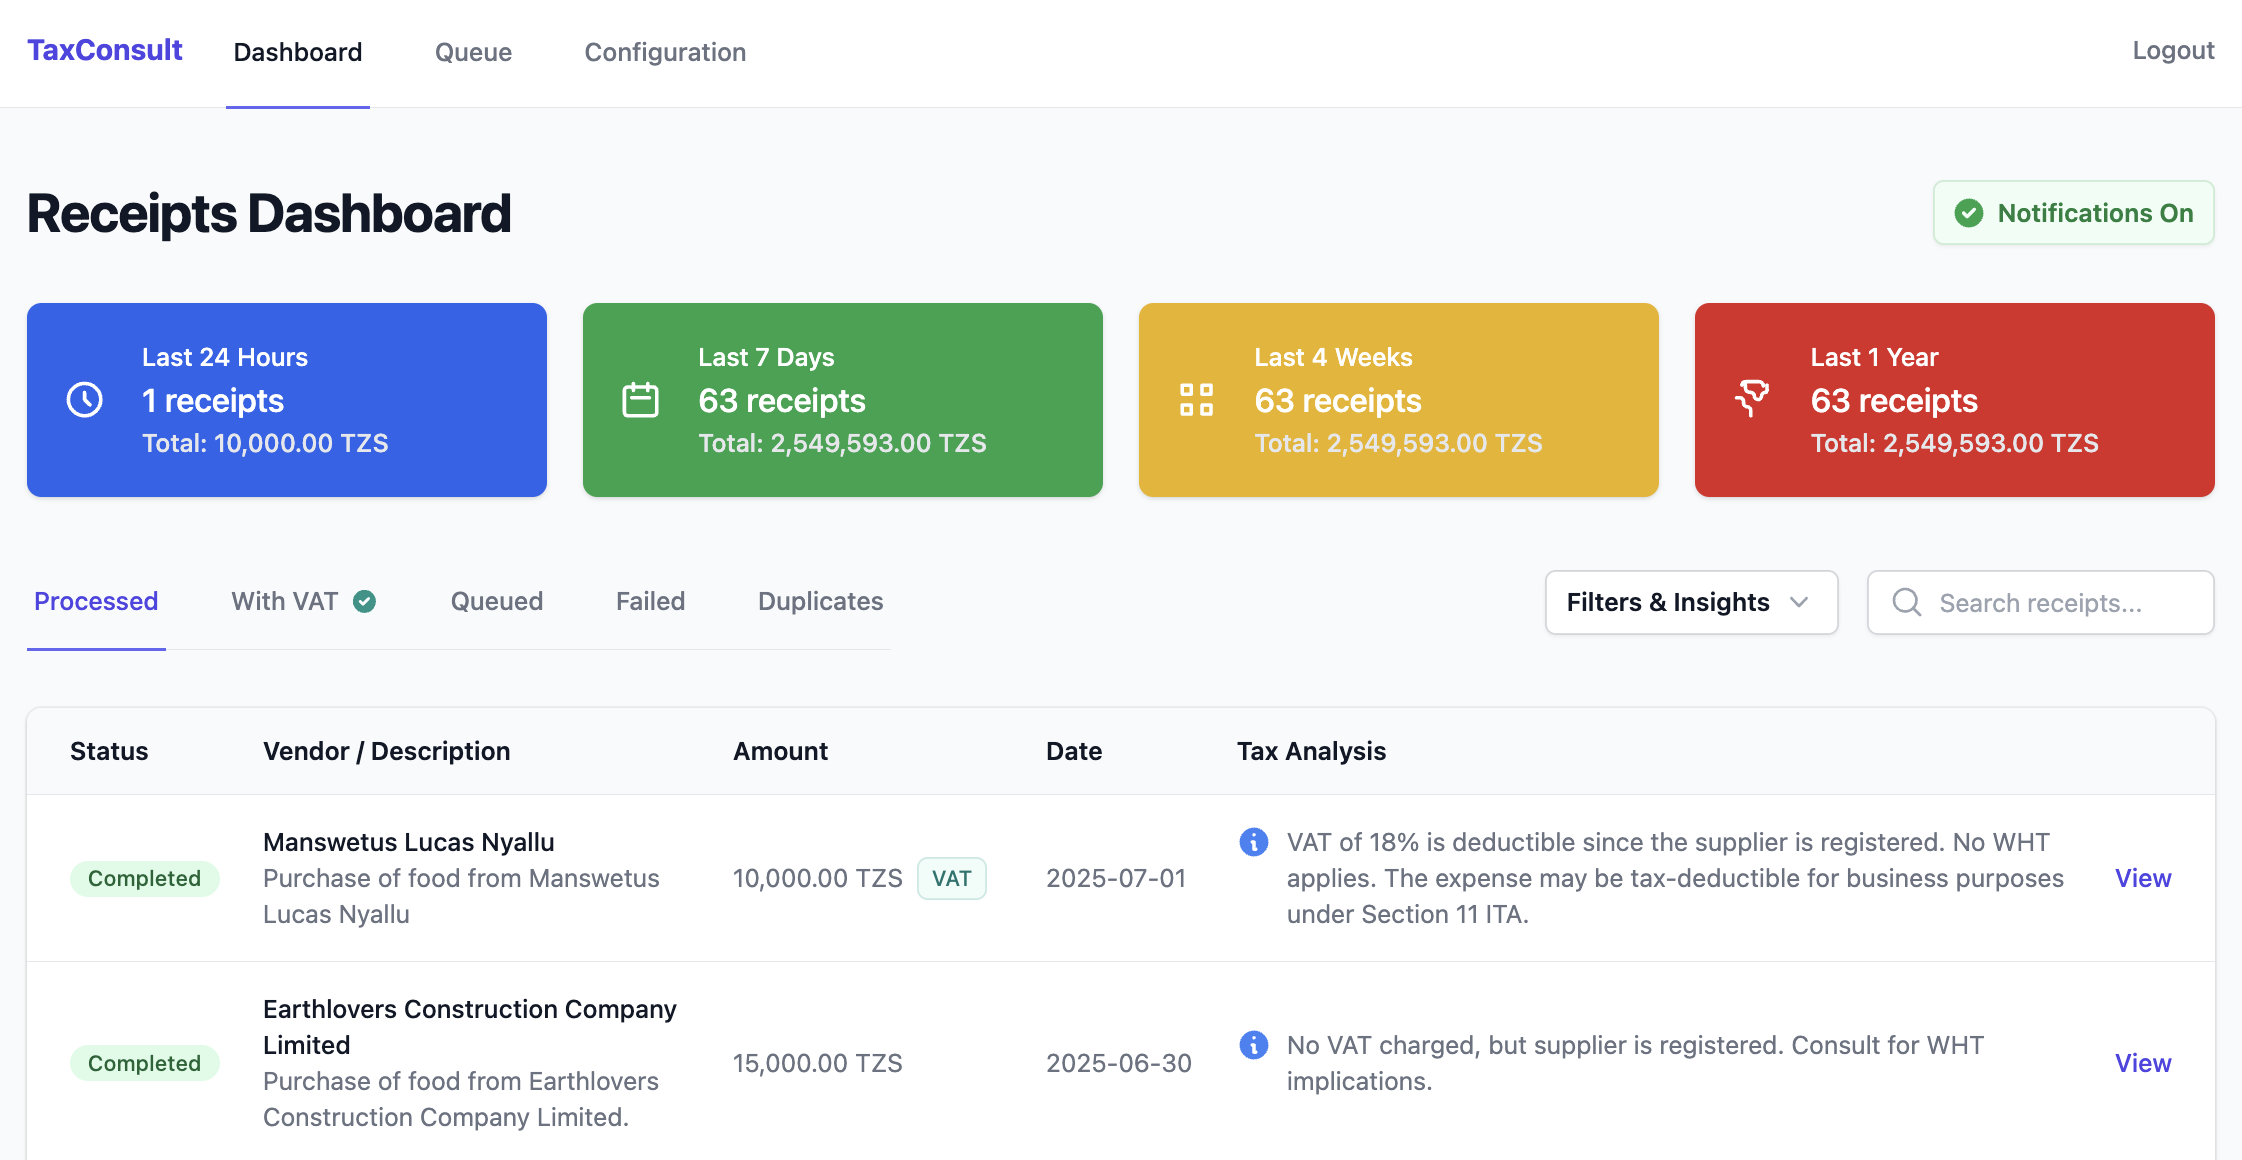 TaxConsult
Dashboard
Queue
Configuration
Logout
Receipts Dashboard
Notifications On
Last 24 Hours
1 receipts
Total: 10,000.00 TZS
Last 7 Days
63 receipts
Total: 2,549,593.00 TZS
Last 4 Weeks
63 receipts
Total: 2,549,593.00 TZS
Last 1 Year
63 receipts
Total: 2,549,593.00 TZS
Processed
With VAT
Queued
Failed
Duplicates
Filters & Insights
Search receipts...
Status
Vendor / Description
Amount
Date
Tax Analysis
Completed
Manswetus Lucas Nyallu
Purchase of food from Manswetus
Lucas Nyallu
10,000.00 TZS
VAT
2025-07-01
VAT of 18% is deductible since the supplier is registered. No WHT
applies. The expense may be tax-deductible for business purposes
under Section 11 ITA.
View
Completed
Earthlovers Construction Company
Limited
Purchase of food from Earthlovers
Construction Company Limited.
15,000.00 TZS
2025-06-30
No VAT charged, but supplier is registered. Consult for WHT
implications.
View